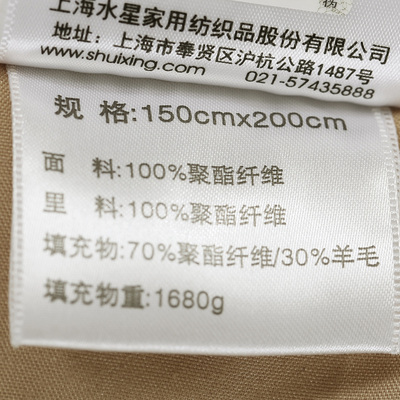 伪
上海水星家用纺织品股份有限公司
地址:上海市奉贤区沪杭公路1487号
www.shuixing.com 021-57435888
规 格:150cmx200cm
面 料:100%聚酯纤维
里 料:100%聚酯纤维
填充物:70%聚酯纤维/30%羊毛
填充物重:1680g